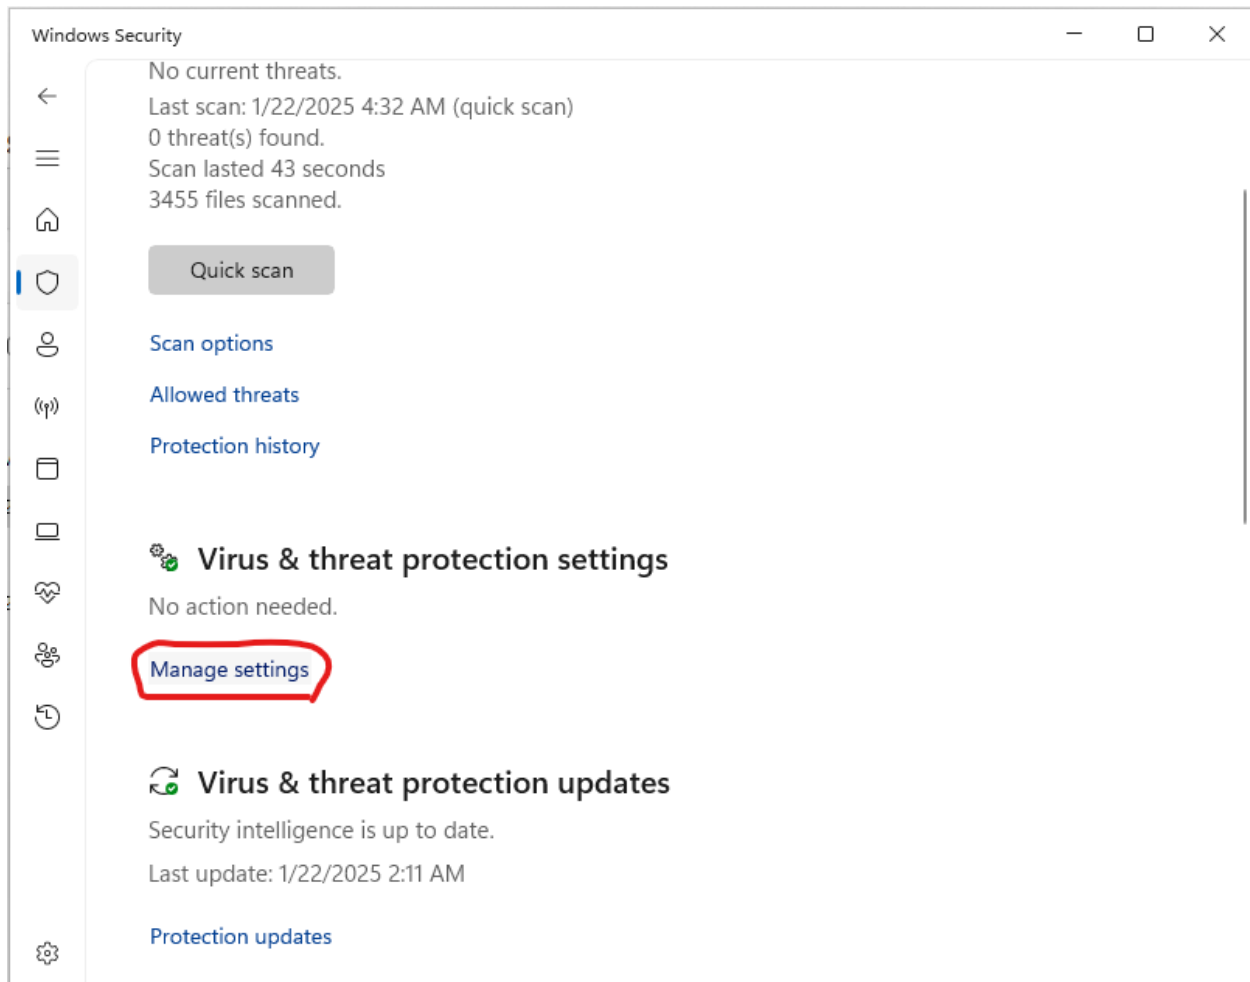 Windows Security
No current threats.
Last scan: 1/22/2025 4:32 AM (quick scan)
0 threat(s) found.
Scan lasted 43 seconds
3455 files scanned.
Quick scan
Scan options
Allowed threats
Protection history
Virus & threat protection settings
No action needed.
Manage settings
Virus & threat protection updates
Security intelligence is up to date.
Last update: 1/22/2025 2:11 AM
Protection updates